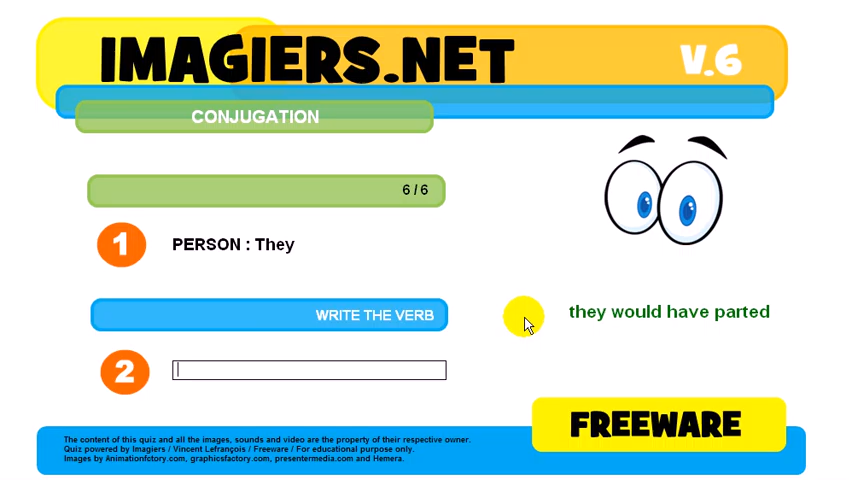 IMAGIERS.NET
V.6
CONJUGATION
6 / 6
1
PERSON : They
WRITE THE VERB
they would have parted
2
FREEWARE
The content of this quiz and all the images, sounds and video are the property of their respective owner.
Quiz powered by Imagiers / Vincent Lefrançois / Freeware / For educational purpose only.
Images by Animationfctory.com, graphicsfactory.com, presentermedia.com and Hemera.